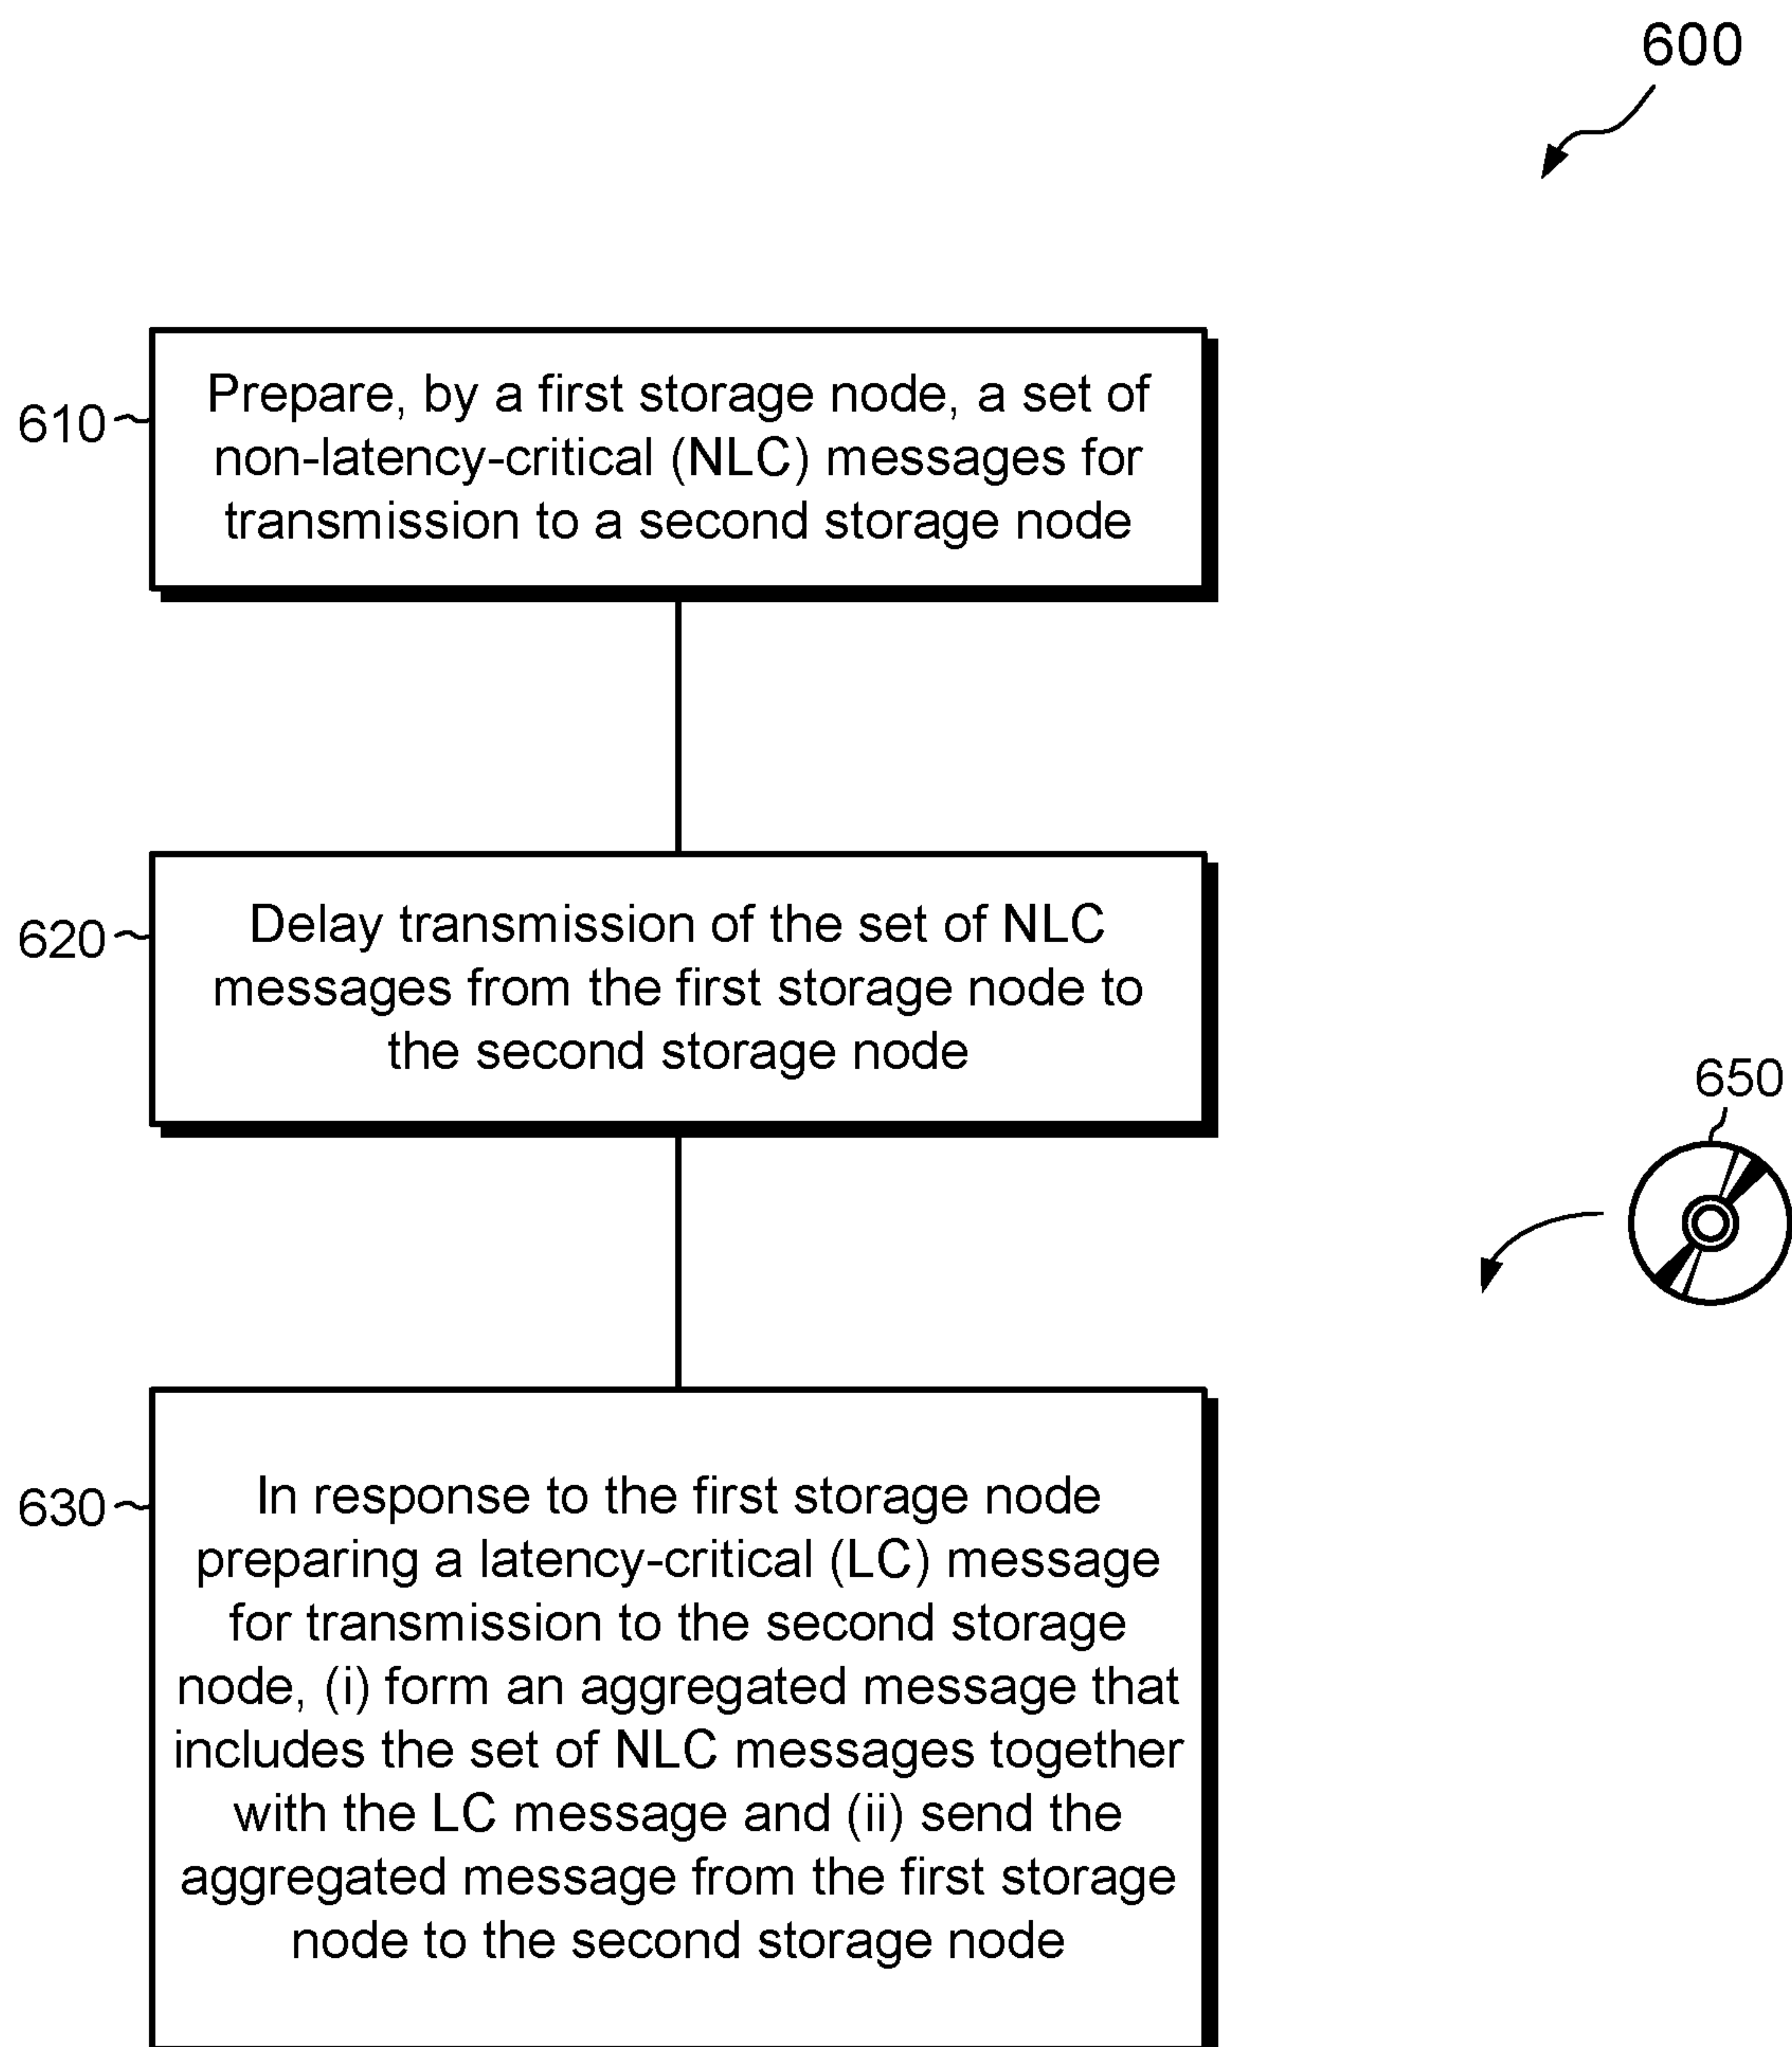 600
610
Prepare, by a first storage node, a set of
non-latency-critical (NLC) messages for
transmission to a second storage node
620
Delay transmission of the set of NLC
messages from the first storage node to
the second storage node
650
630
In response to the first storage node
preparing a latency-critical (LC) message
for transmission to the second storage
node, (i) form an aggregated message that
includes the set of NLC messages together
with the LC message and (ii) send the
aggregated message from the first storage
node to the second storage node